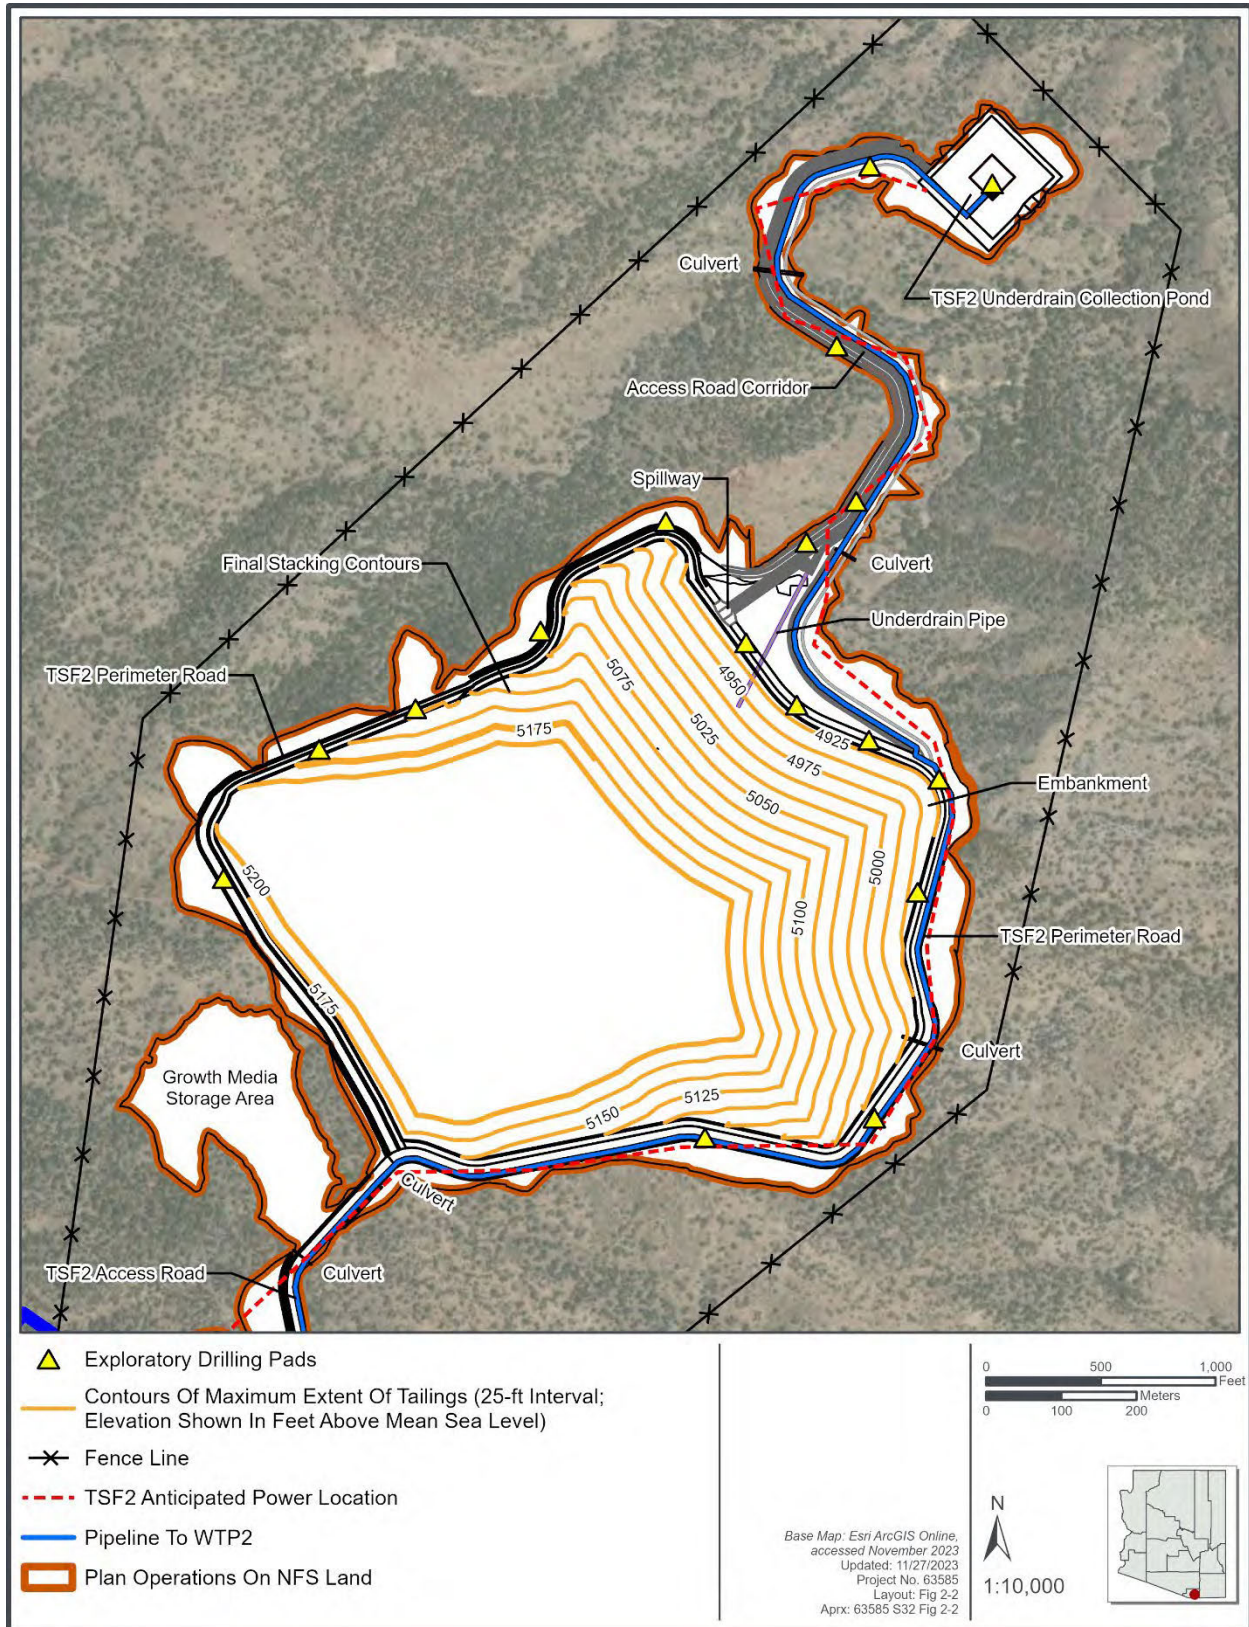 Culvert
TSF2 Underdrain Collection Pond
Access Road Corridor
Spillway
Final Stacking Contours
Culvert
Underdrain Pipe
TSF2 Perimeter Road
4950
5075
5025
5175
4925
4975
Embankment
5050
5000
5200
5100
TSF2 Perimeter Road
5175
Culvert
Growth Media
Storage Area
5125
5150
Culvert
TSF2 Access Road
Culvert
Exploratory Drilling Pads
Contours Of Maximum Extent Of Tailings (25-ft Interval;
Elevation Shown In Feet Above Mean Sea Level)
Fence Line
TSF2 Anticipated Power Location
Pipeline To WTP2
Plan Operations On NFS Land
0 500 1,000
Feet
Meters
0 100 200
N
1:10,000
Base Map: Esri ArcGIS Online,
accessed November 2023
Updated: 11/27/2023
Project No. 63585
Layout: Fig 2-2
Aprx: 63585 S32 Fig 2-2